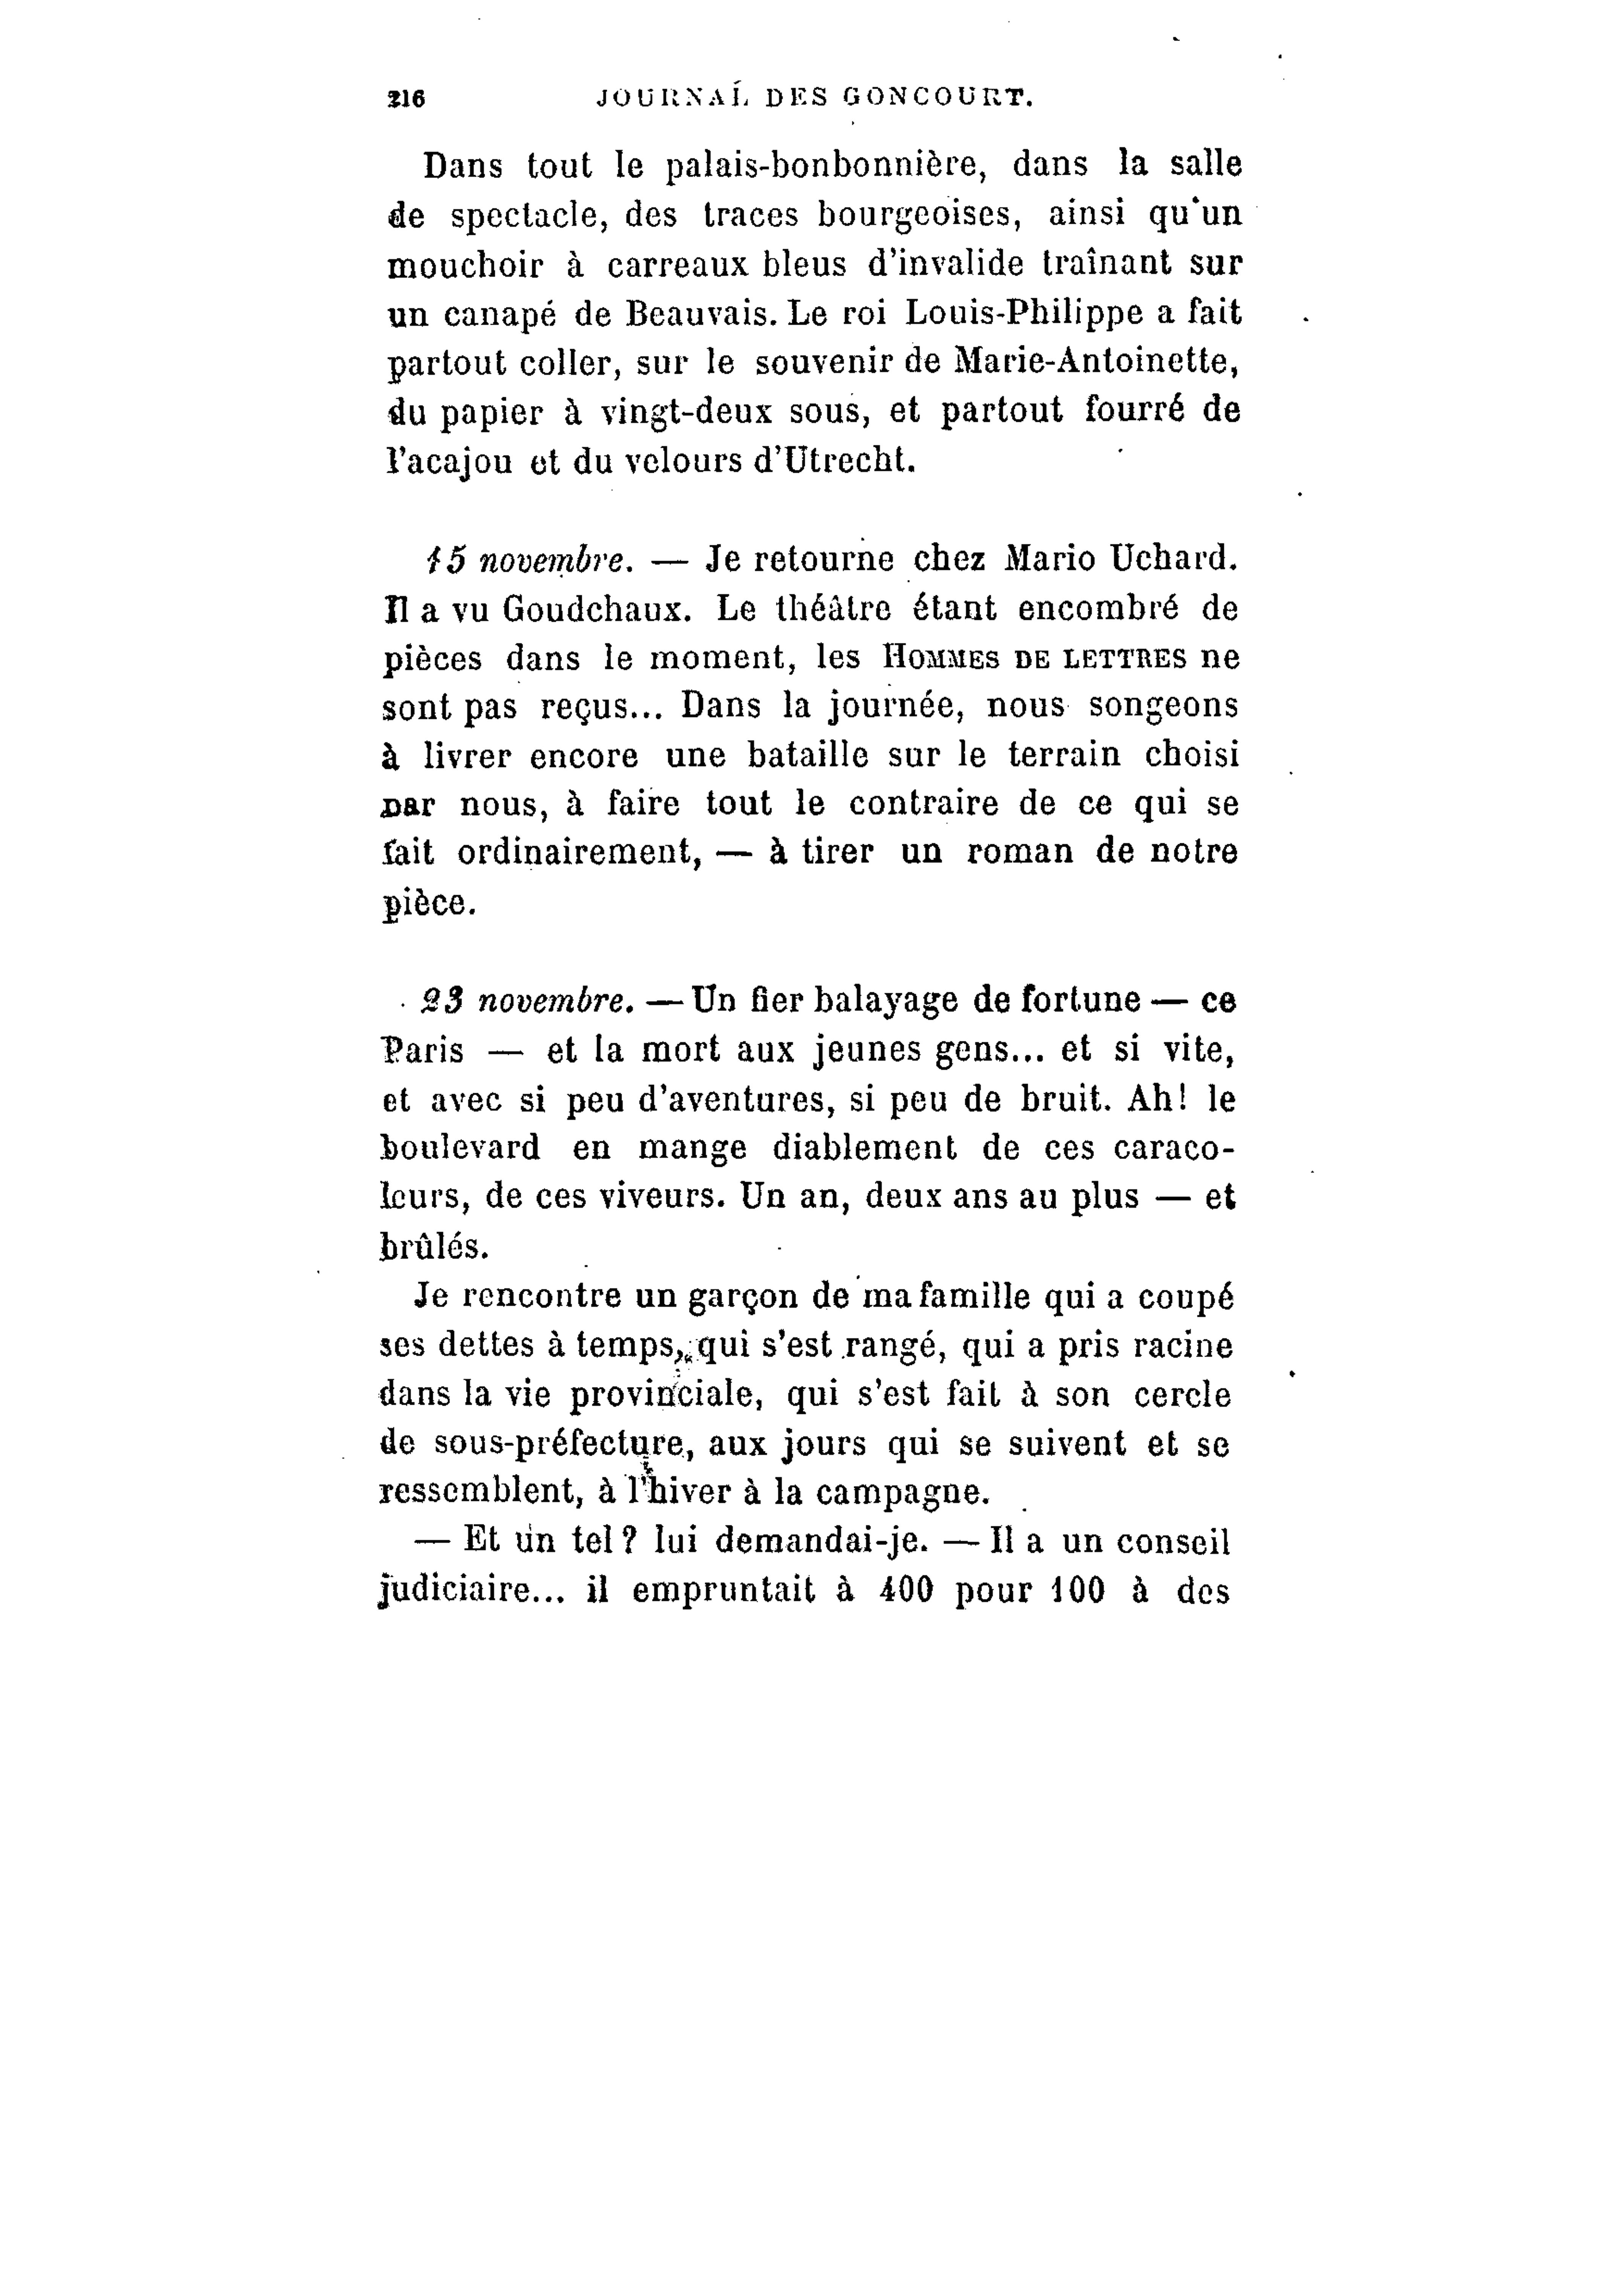 216 JOURNAL DES GONCOURT.
Dans tout le palais-bonbonnière, dans la salle
de spectacle, des traces bourgeoises, ainsi qu'un
mouchoir à carreaux bleus d'invalide traînant sur
un canapé de Beauvais. Le roi Louis-Philippe a fait
partout coller, sur le souvenir de Marie-Antoinette,
du papier à vingt-deux sous, et partout fourré de
l'acajou et du velours d'Utrecht.
15 novembre. — Je retourne chez Mario Uchard.
Il a vu Goudchaux. Le théâtre étant encombré de
pièces dans le moment, les HOMMES DE LETTRES ne
sont pas reçus... Dans la journée, nous songeons
à livrer encore une bataille sur le terrain choisi
par nous, à faire tout le contraire de ce qui se
fait ordinairement, — à tirer un roman de notre
pièce.
23 novembre. — Un fier balayage de fortune — ce
Paris — et la mort aux jeunes gens... et si vite,
et avec si peu d'aventures, si peu de bruit. Ah! le
boulevard en mange diablement de ces caraco-
leurs, de ces viveurs. Un an, deux ans au plus — et
brûlés.
Je rencontre un garçon de ma famille qui a coupé
ses dettes à temps, qui s'est rangé, qui a pris racine
dans la vie provinciale, qui s'est fait à son cercle
de sous-préfecture, aux jours qui se suivent et se
ressemblent, à l'hiver à la campagne.
— Et un tel? lui demandai-je. — Il a un conseil
judiciaire... il empruntait à 400 pour 100 à des